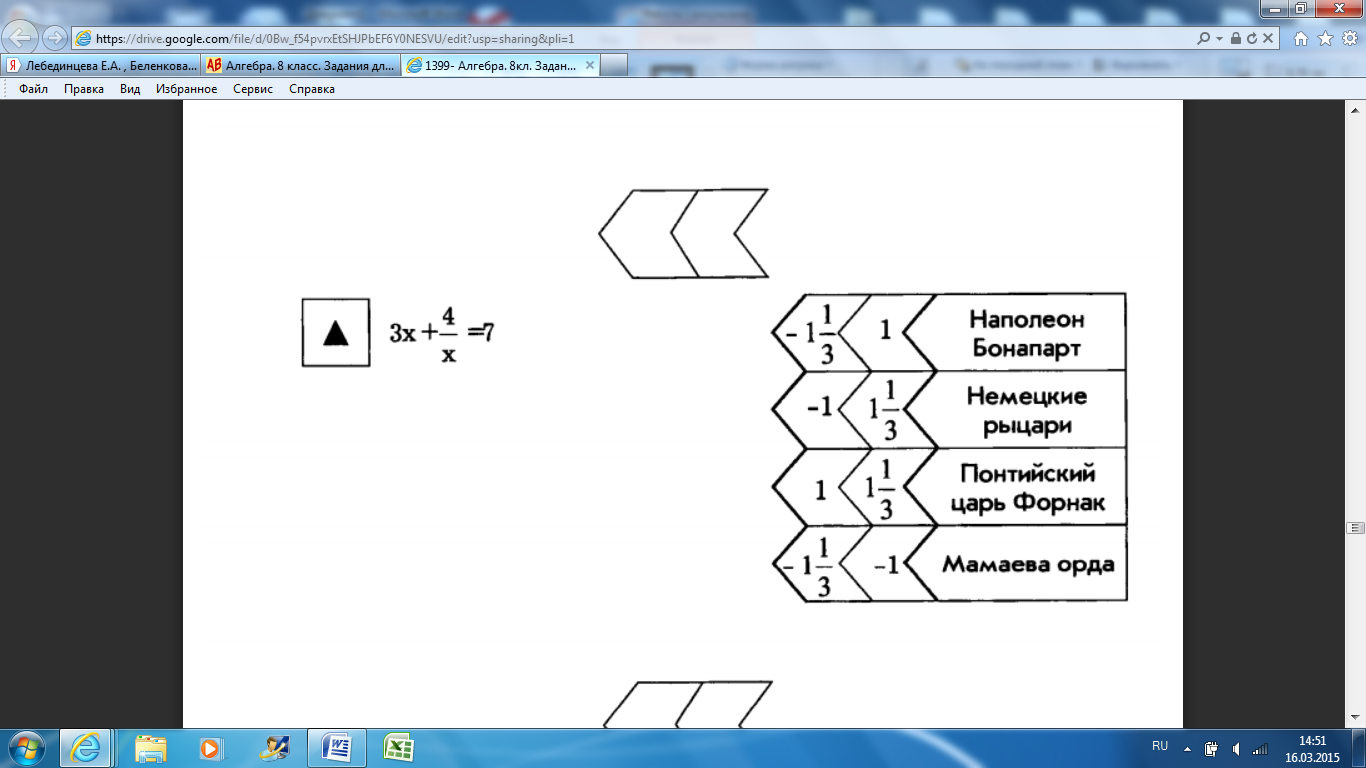 https://drive.google.com/file/d/0Bw_f54pvrxEtSHJPbEF6Y0NESVU/edit?usp=sharing&pli=1
Лебединцева Е.А. , Беленкова... Алгебра. 8 класс. Задания дл... 1399- Алгебра. 8кл. Задан...
Файл Правка Вид Избранное Сервис Справка
3x + 4/x =7
- 1 1/3 1 Наполеон
Бонапарт
-1 1 1/3 Немецкие
рыцари
1 1 1/3 Понтийский
царь Форнак
- 1 1/3 -1 Мамаева орда
RU 14:51
16.03.2015